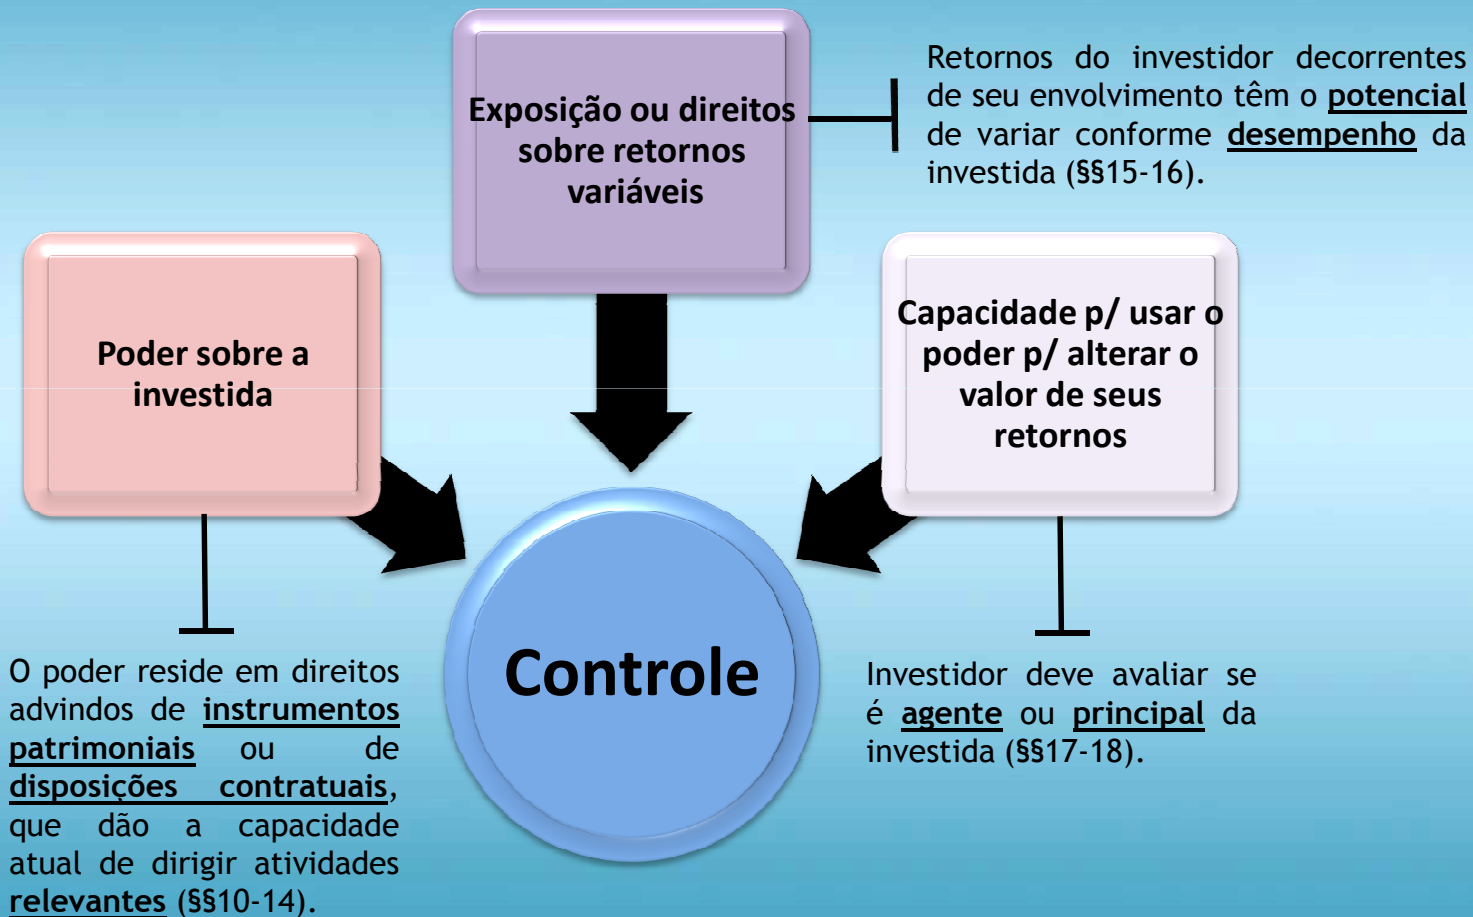 Exposição ou direitos
sobre retornos
variáveis
Retornos do investidor decorrentes
de seu envolvimento têm o potencial
de variar conforme desempenho da
investida (§§15-16).
Poder sobre a
investida
Capacidade p/ usar o
poder p/ alterar o
valor de seus
retornos
Controle
O poder reside em direitos
advindos de instrumentos
patrimoniais ou de
disposições contratuais,
que dão a capacidade
atual de dirigir atividades
relevantes (§§10-14).
Investidor deve avaliar se
é agente ou principal da
investida (§§17-18).